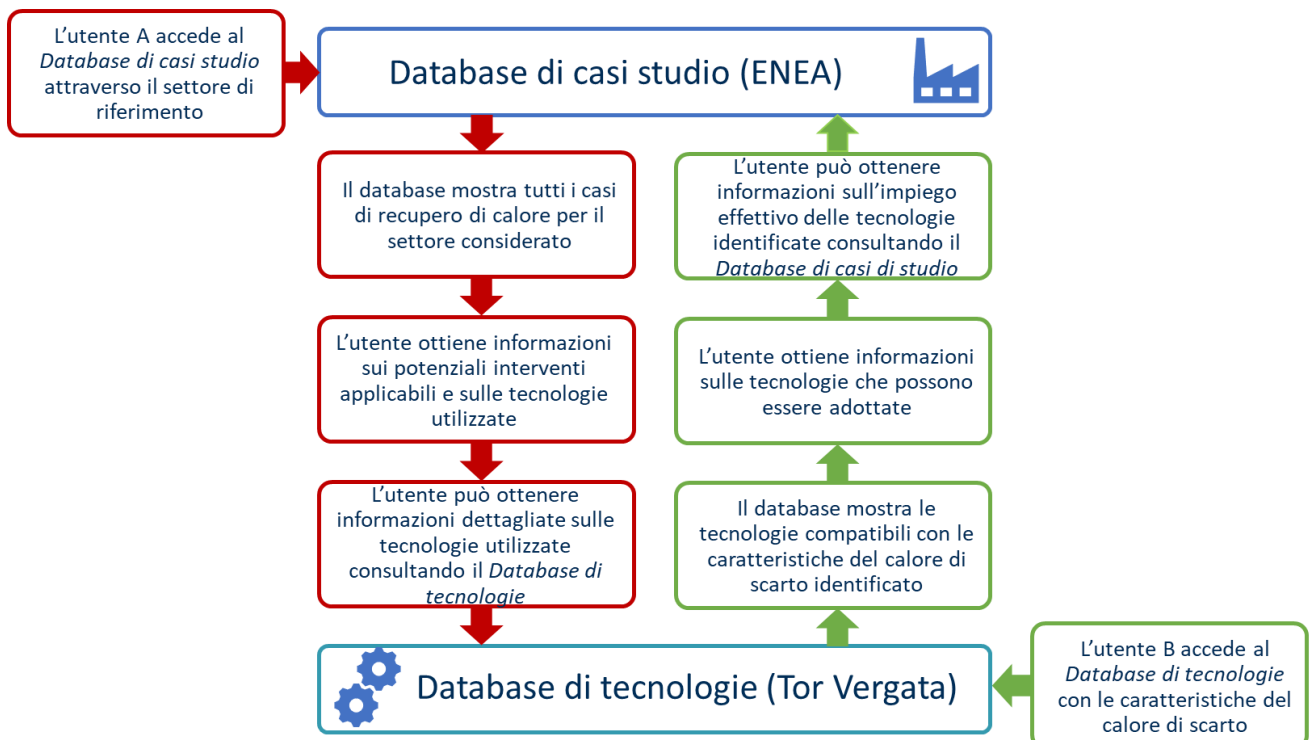 L’utente A accede al
Database di casi studio
attraverso il settore di
riferimento
Database di casi studio (ENEA)
Il database mostra tutti i casi
di recupero di calore per il
settore considerato
L’utente ottiene informazioni
sui potenziali interventi
applicabili e sulle tecnologie
utilizzate
L’utente può ottenere
informazioni dettagliate sulle
tecnologie utilizzate
consultando il Database di
tecnologie
L’utente può ottenere
informazioni sull’impiego
effettivo delle tecnologie
identificate consultando il
Database di casi di studio
L’utente ottiene informazioni
sulle tecnologie che possono
essere adottate
Il database mostra le
tecnologie compatibili con le
caratteristiche del calore di
scarto identificato
Database di tecnologie (Tor Vergata)
L’utente B accede al
Database di tecnologie
con le caratteristiche del
calore di scarto